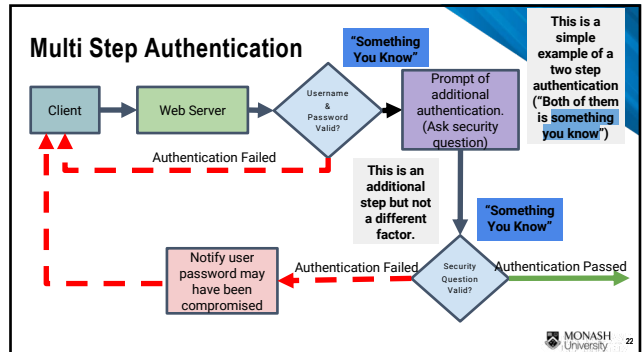 Multi Step Authentication
"Something
You Know"
This is a
simple
example of a
two step
authentication
("Both of them
is something
you know")
Client
Web Server
Username
&
Password
Valid?
Prompt of
additional
authentication.
(Ask security
question)
Authentication Failed
This is an
additional
step but not
a different
factor.
"Something
You Know"
Notify user
password may
have been
compromised
Authentication Failed
Security
Question
Valid?
Authentication Passed
MONASH
University
22